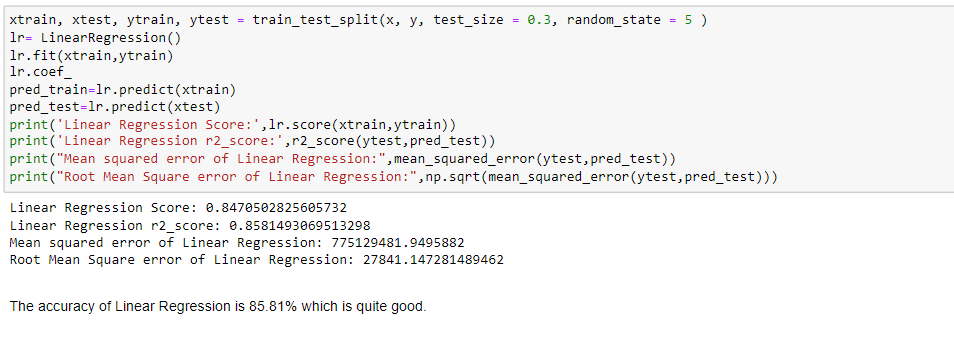 xtrain, xtest, ytrain, ytest = train_test_split(x, y, test_size = 0.3, random_state = 5 )
lr= LinearRegression()
lr.fit(xtrain,ytrain)
lr.coef_
pred_train=lr.predict(xtrain)
pred_test=lr.predict(xtest)
print('Linear Regression Score:',lr.score(xtrain,ytrain))
print('Linear Regression r2_score:',r2_score(ytest,pred_test))
print("Mean squared error of Linear Regression:",mean_squared_error(ytest,pred_test))
print("Root Mean Square error of Linear Regression:",np.sqrt(mean_squared_error(ytest,pred_test)))
Linear Regression Score: 0.8470502825605732
Linear Regression r2_score: 0.8581493069513298
Mean squared error of Linear Regression: 775129481.9495882
Root Mean Square error of Linear Regression: 27841.147281489462
The accuracy of Linear Regression is 85.81% which is quite good.